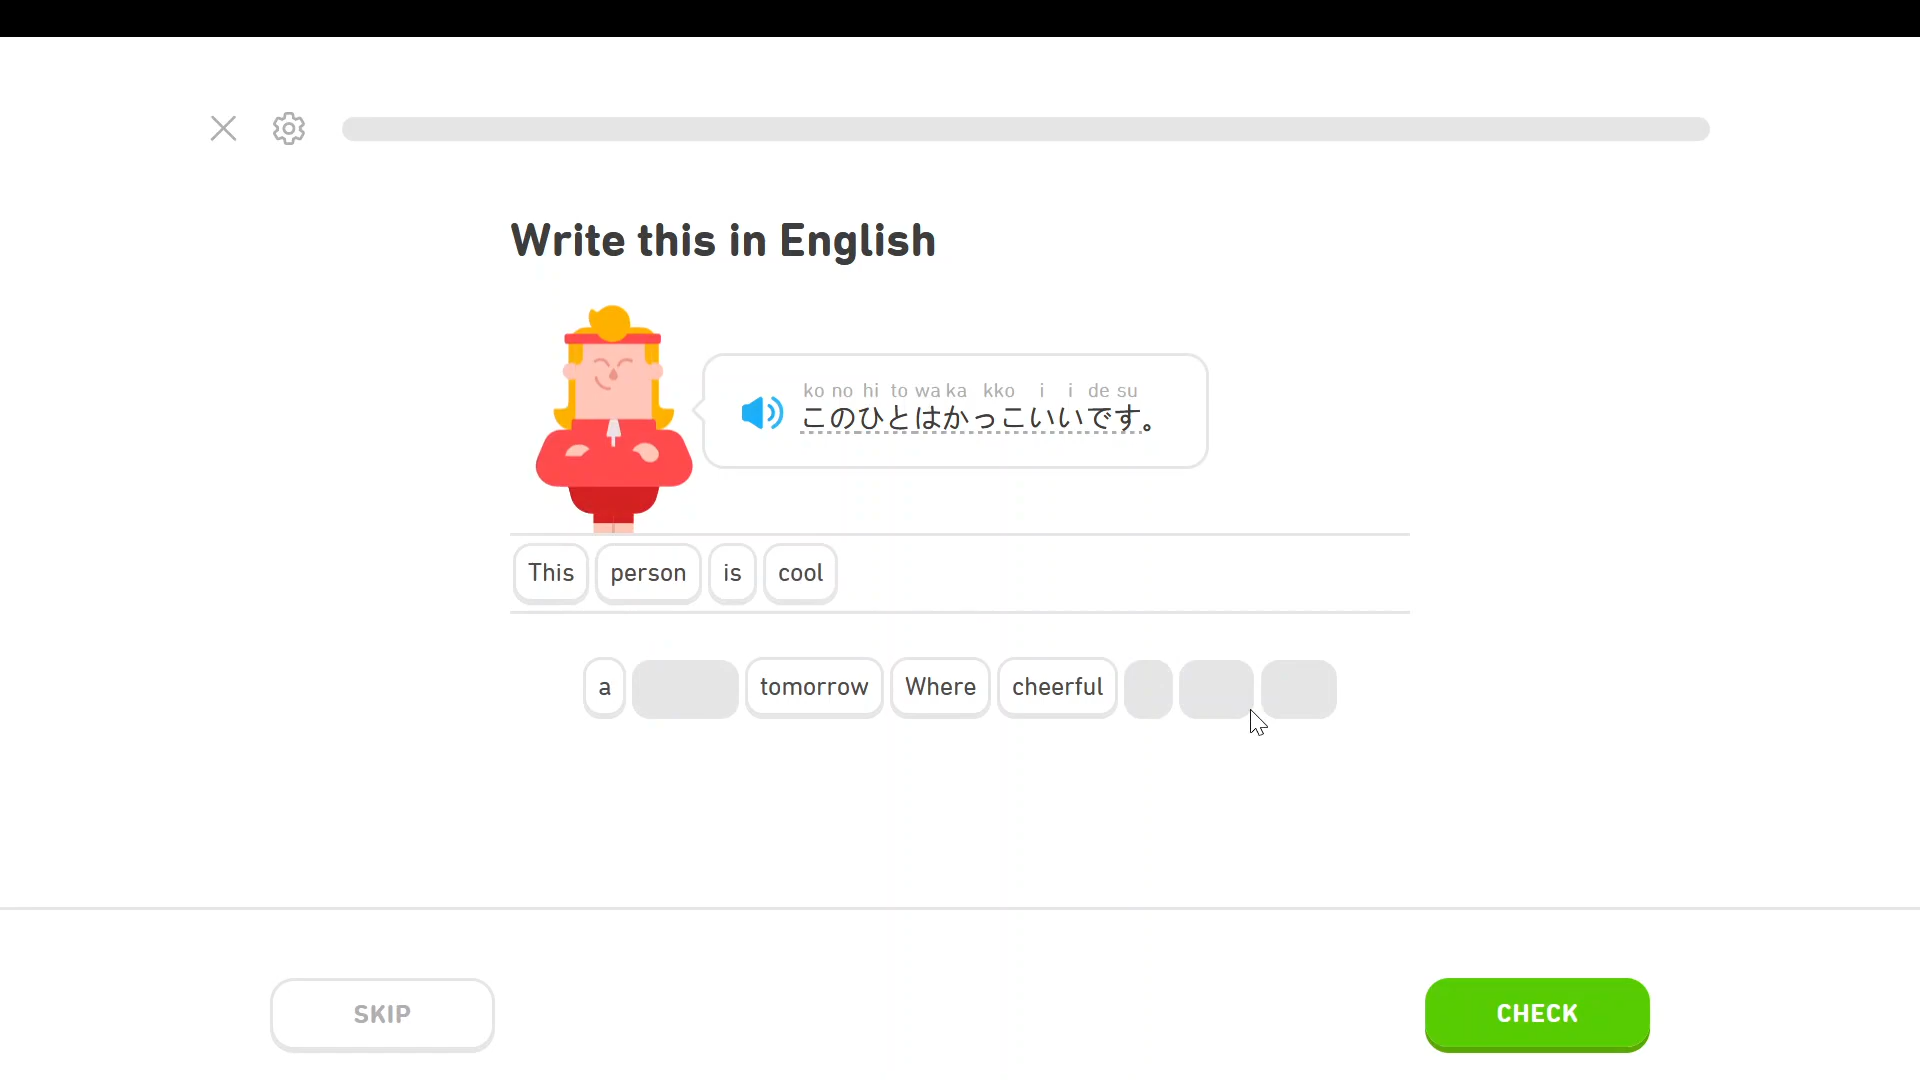 Write this in English
ko no hi to wa ka kko i i de su
このひとはかっこいいです。
This person is cool
a tomorrow Where cheerful
SKIP CHECK